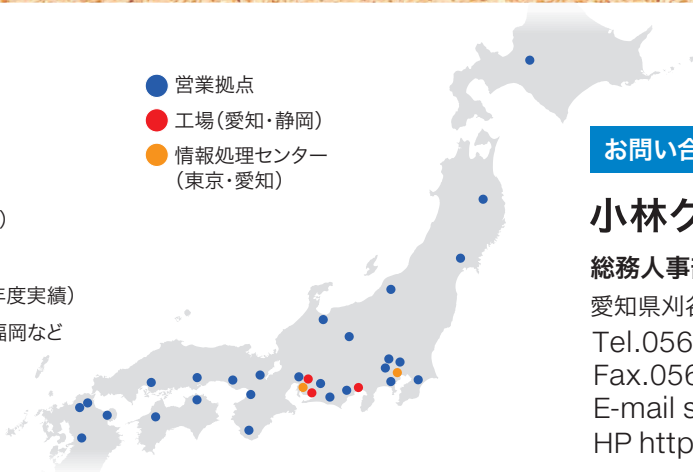 営業拠点
工場(愛知・静岡)
情報処理センター
(東京・愛知)
)
年度実績)
福岡など
お問い合
小林ク
総務人事
愛知県刈谷
Tel.056
Fax.056
E-mail s
HP http